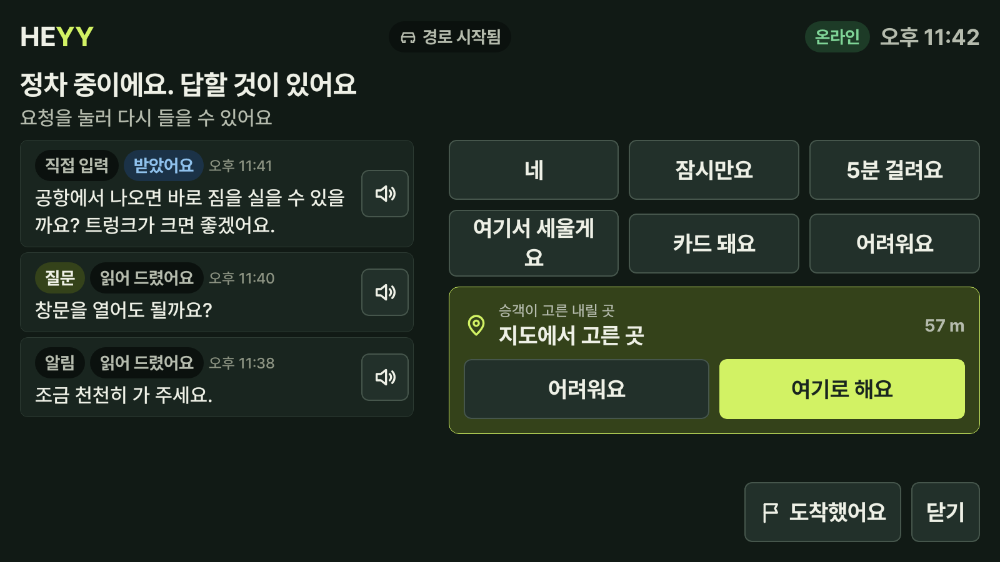 HEYY
경로 시작됨
온라인 오후 11:42
정차 중이에요. 답할 것이 있어요
요청을 눌러 다시 들을 수 있어요
직접 입력 받았어요 오후 11:41
공항에서 나오면 바로 짐을 실을 수 있을
까요? 트렁크가 크면 좋겠어요.
질문 읽어 드렸어요 오후 11:40
창문을 열어도 될까요?
알림 읽어 드렸어요 오후 11:38
조금 천천히 가 주세요.
네
잠시만요
5분 걸려요
여기서 세울게
요
카드 돼요
어려워요
승객이 고른 내릴 곳
지도에서 고른 곳
57 m
어려워요
여기로 해요
도착했어요
닫기